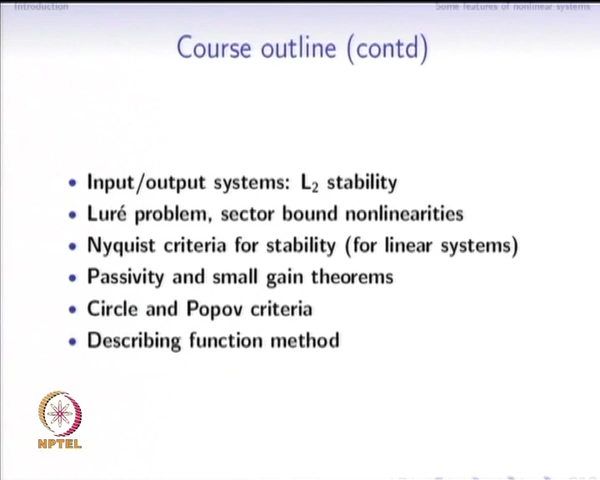 Introduction
Some features of nonlinear systems
Course outline (contd)
• Input/output systems: L₂ stability
• Luré problem, sector bound nonlinearities
• Nyquist criteria for stability (for linear systems)
• Passivity and small gain theorems
• Circle and Popov criteria
• Describing function method
NPTEL